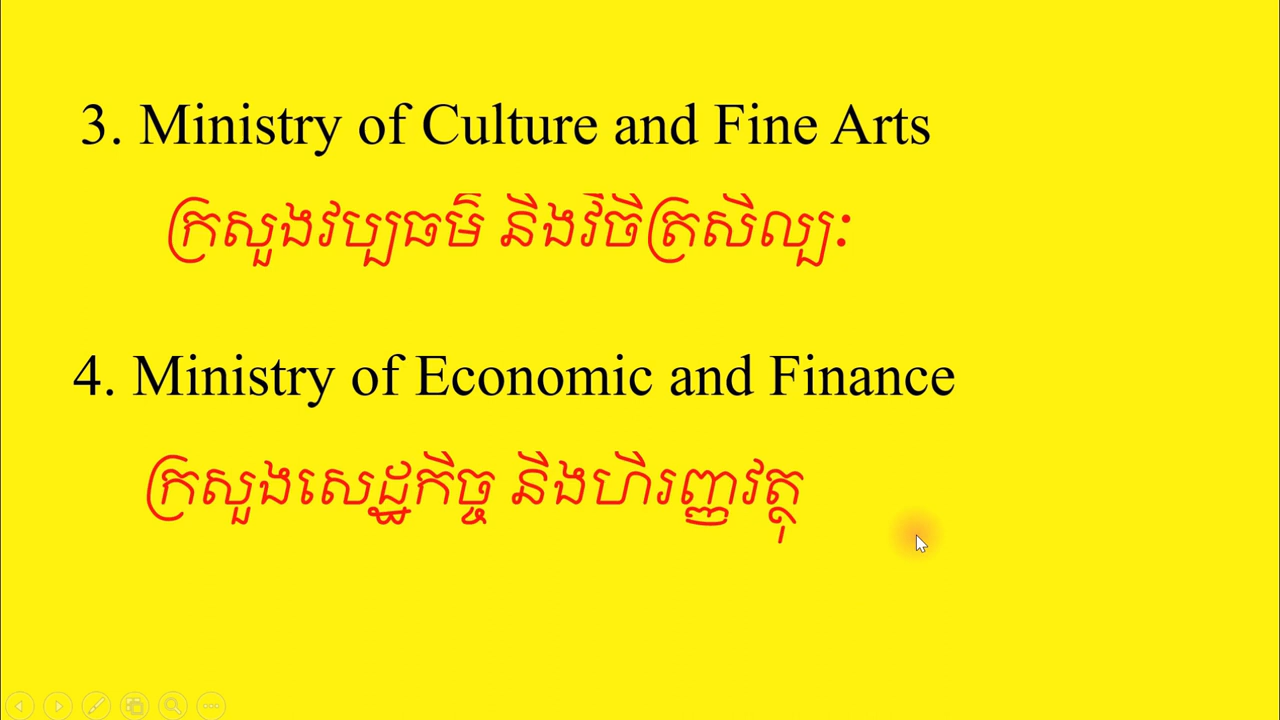 3. Ministry of Culture and Fine Arts
ក្រសួងវប្បធម៌ និងវិចិត្រសិល្បៈ
4. Ministry of Economic and Finance
ក្រសួងសេដ្ឋកិច្ច និងហិរញ្ញវត្ថុ